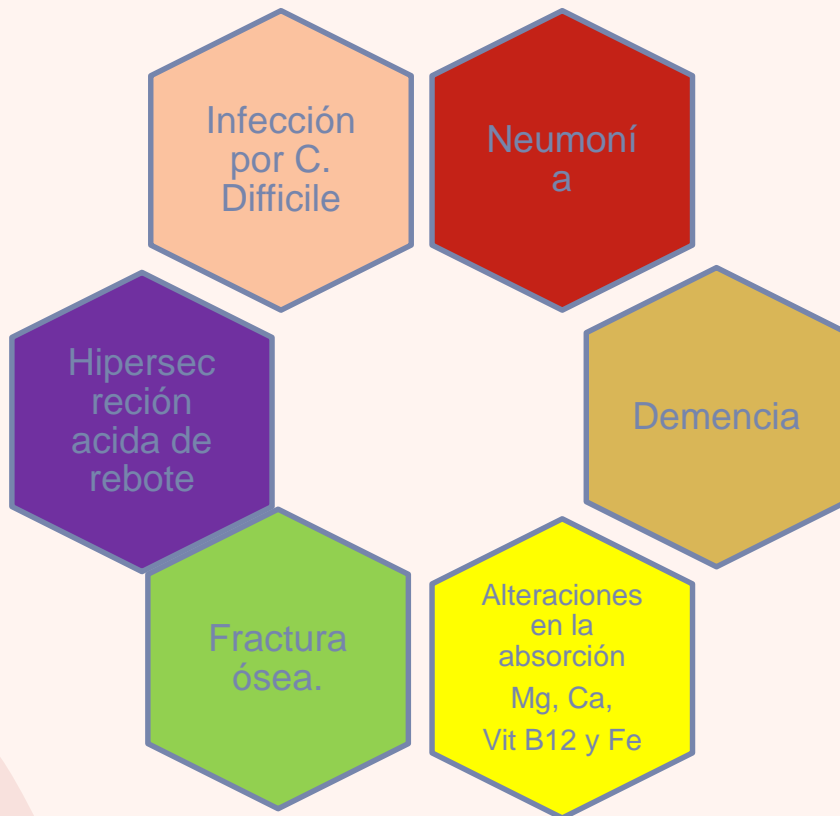 Infección
por C.
Difficile
Neumoní
a
Hipersec
reción
acida de
rebote
Demencia
Fractura
ósea.
Alteraciones
en la
absorción
Mg, Ca,
Vit B12 y Fe